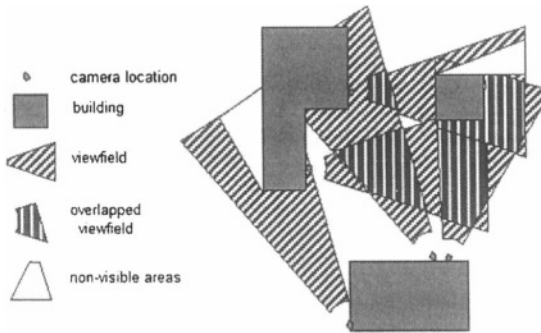 camera location
building
viewfield
overlapped
viewfield
non-visible areas